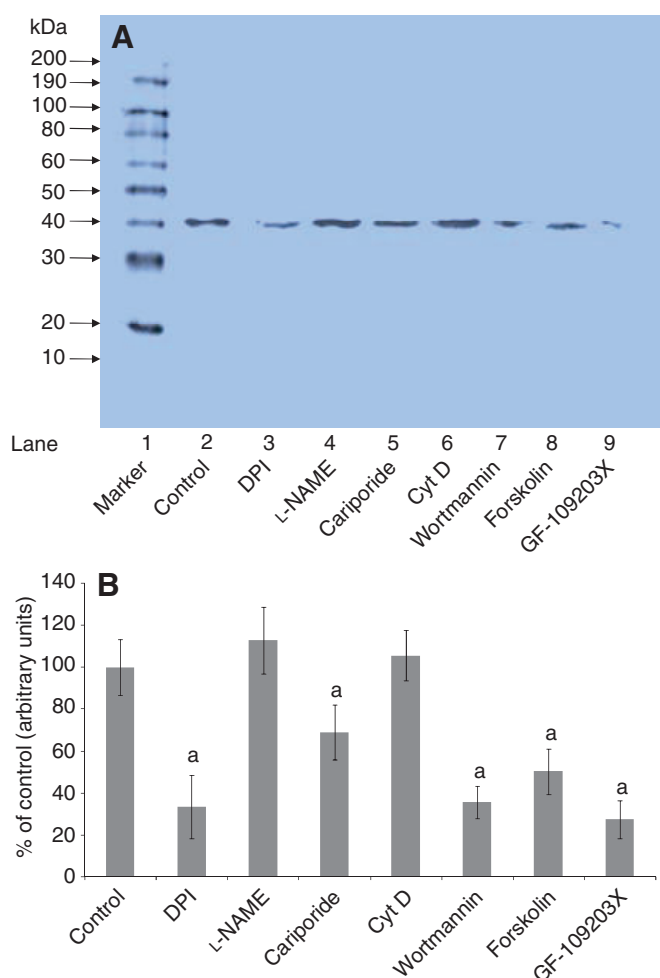 kDa
A
200
190
100
80
60
50
40
30
20
10
Lane 1 2 3 4 5 6 7 8 9
Marker
Control
DPI
L-NAME
Cariporide
Cyt D
Wortmannin
Forskolin
GF-109203X
B
% of control (arbitrary units)
140
120
100
80
60
40
20
0
a
a
a
a
a
Control
DPI
L-NAME
Cariporide
Cyt D
Wortmannin
Forskolin
GF-109203X